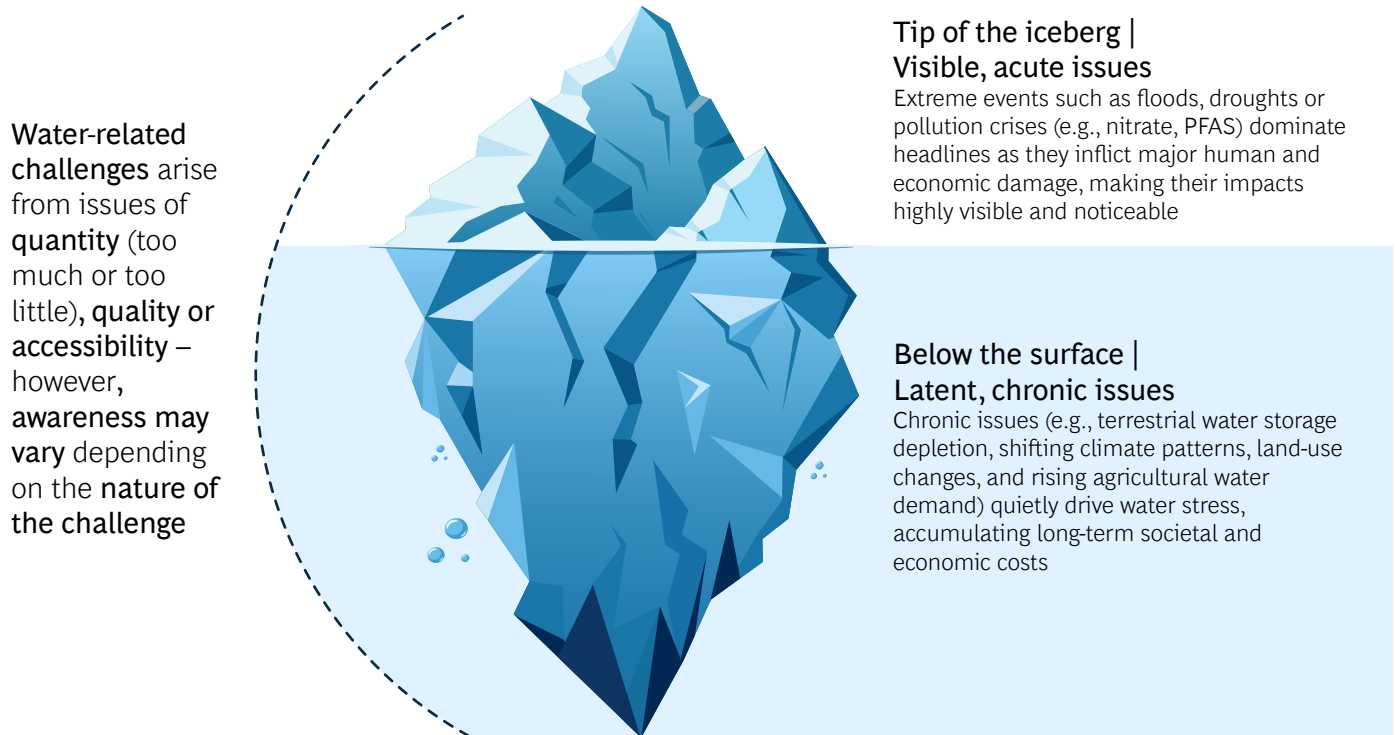 Water-related
challenges arise
from issues of
quantity (too
much or too
little), quality or
accessibility –
however,
awareness may
vary depending
on the nature of
the challenge
Tip of the iceberg |
Visible, acute issues
Extreme events such as floods, droughts or
pollution crises (e.g., nitrate, PFAS) dominate
headlines as they inflict major human and
economic damage, making their impacts
highly visible and noticeable
Below the surface |
Latent, chronic issues
Chronic issues (e.g., terrestrial water storage
depletion, shifting climate patterns, land-use
changes, and rising agricultural water
demand) quietly drive water stress,
accumulating long-term societal and
economic costs